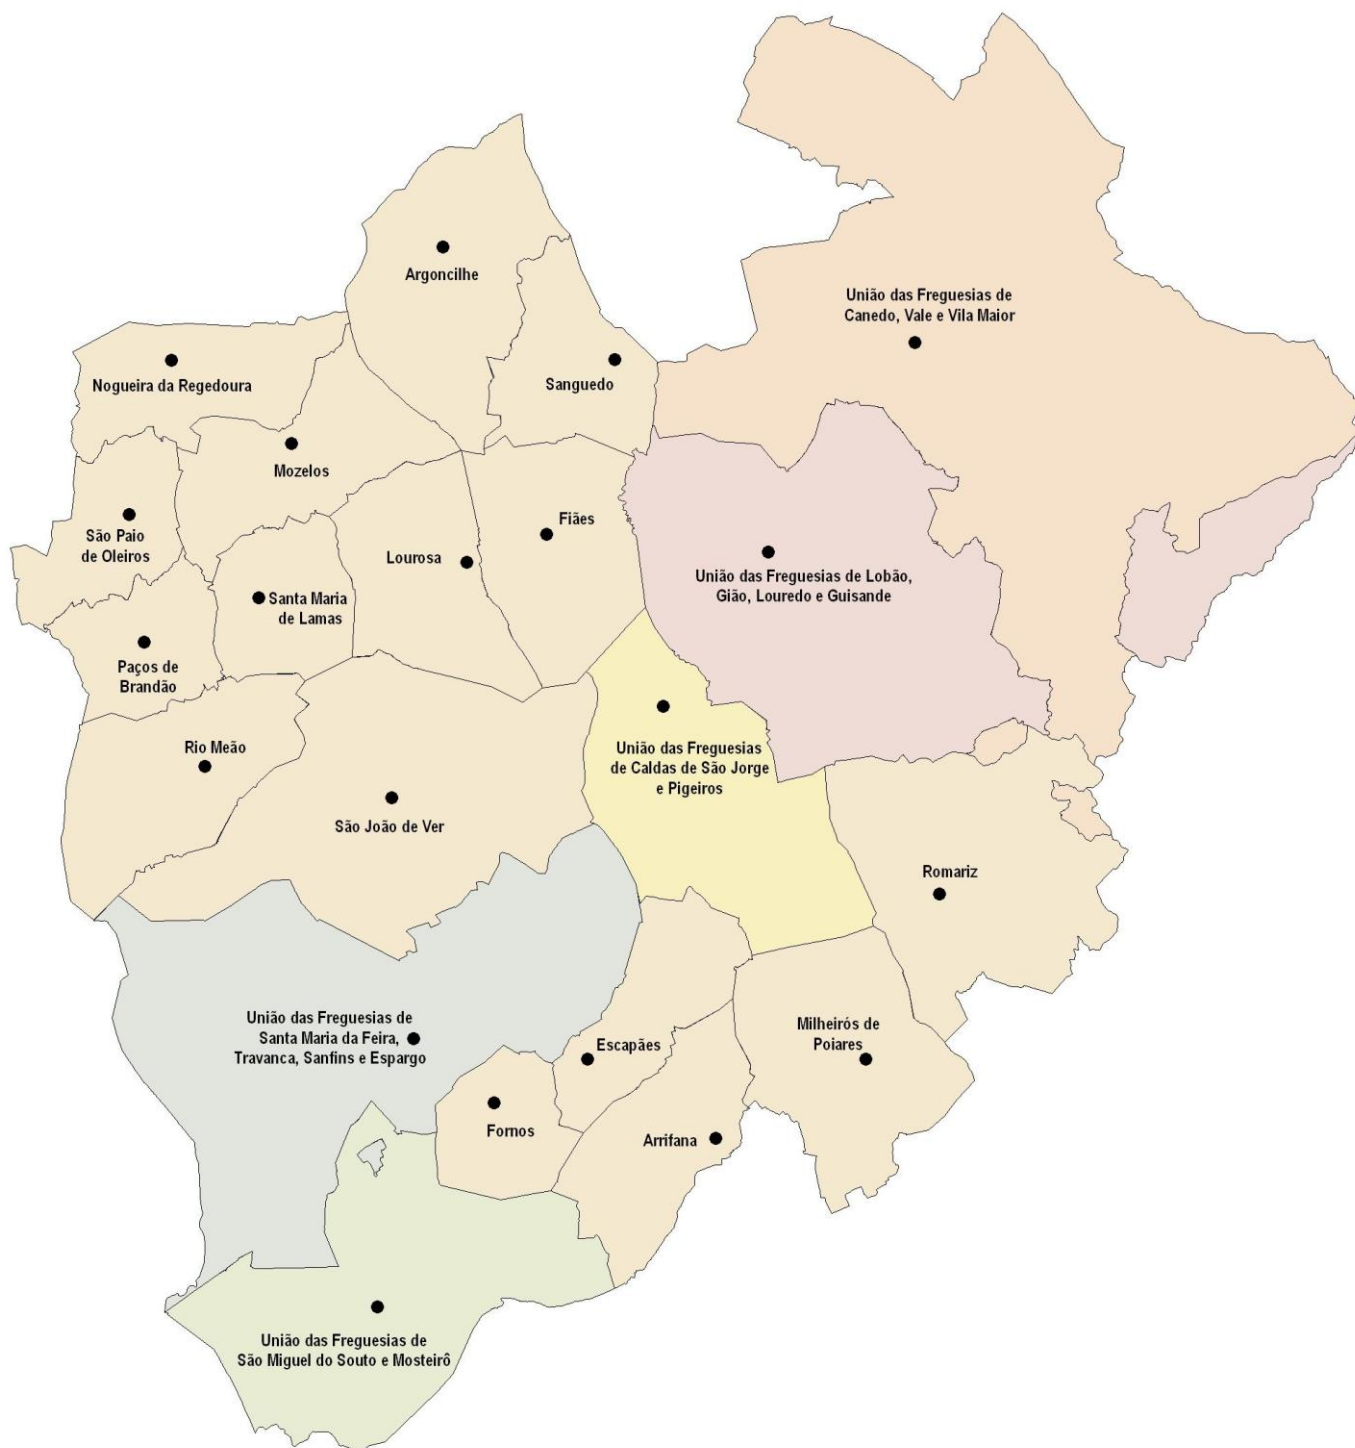 União das Freguesias de
Canedo, Vale e Vila Maior
Argoncilhe
Sanguedo
Nogueira da Regedoura
Mozelos
São Paio
de Oleiros
Fiães
Lourosa
União das Freguesias de Lobão,
Gião, Louredo e Guisande
Santa Maria
de Lamas
Paços de
Brandão
Rio Meão
União das Freguesias
de Caldas de São Jorge
e Pigeiros
São João de Ver
Romariz
União das Freguesias de
Santa Maria da Feira,
Travanca, Sanfins e Espargo
Milheirós de
Poiares
Escapães
Fornos
Arrifana
União das Freguesias de
São Miguel do Souto e Mosteirô